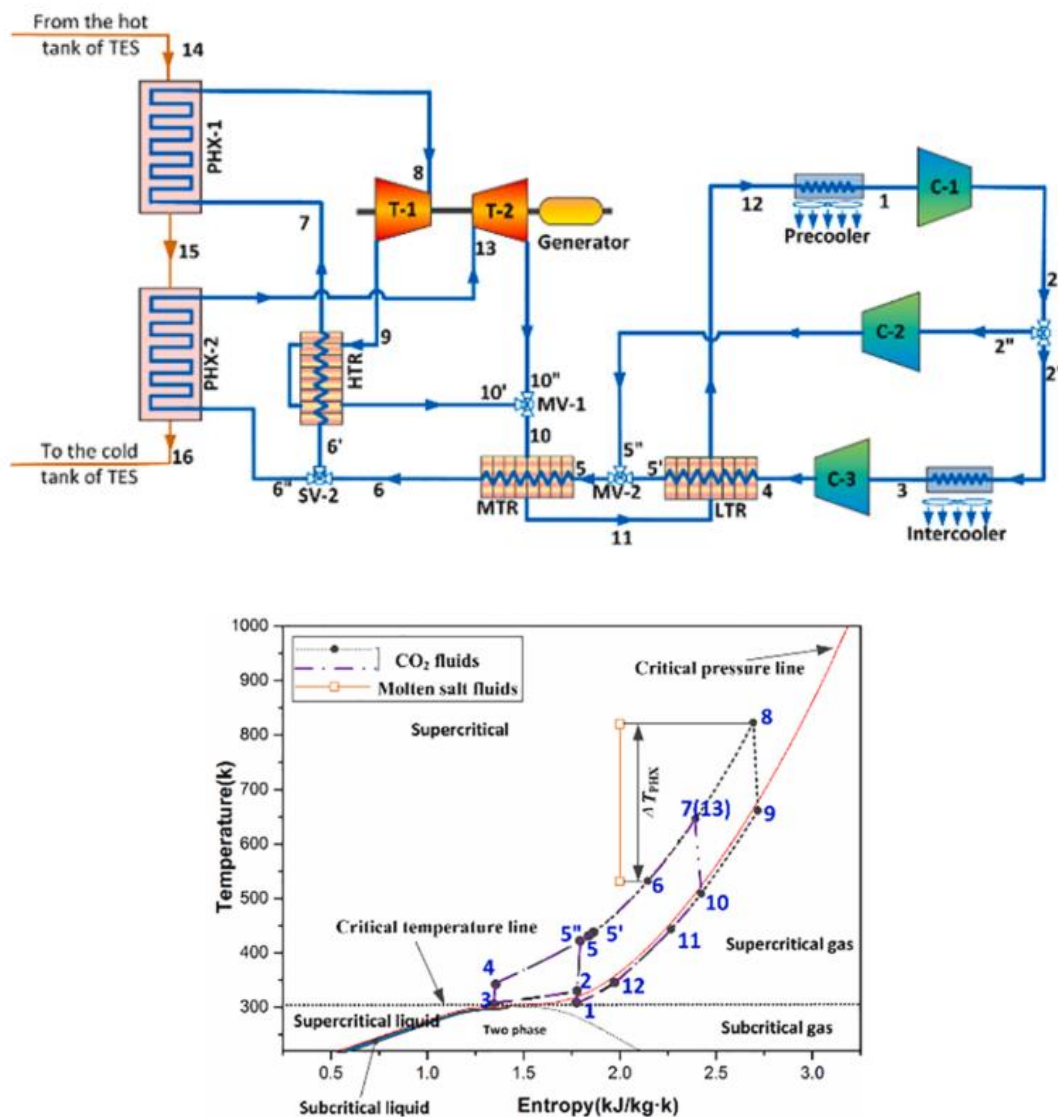 From the hot
tank of TES
14
PHX-1
8
T-1
T-2
Generator
7
13
15
9
PHX-2
HTR
10"
10'
MV-1
10
6'
To the cold
tank of TES
16
6"
SV-2
6
MTR
5
5"
MV-2
5'
LTR
4
11
12
Precooler
1
C-1
2
C-2
2"
2'
C-3
3
Intercooler
1000
900
800
700
600
500
400
300
Temperature(k)
CO₂ fluids
Molten salt fluids
Critical pressure line
Supercritical
8
ΔT_PHX
7(13)
9
6
10
Critical temperature line
5"
5'
5
11
Supercritical gas
4
2
12
3
1
Supercritical liquid
Two phase
Subcritical gas
Subcritical liquid
0.5
1.0
1.5
2.0
2.5
3.0
Entropy(kJ/kg·k)